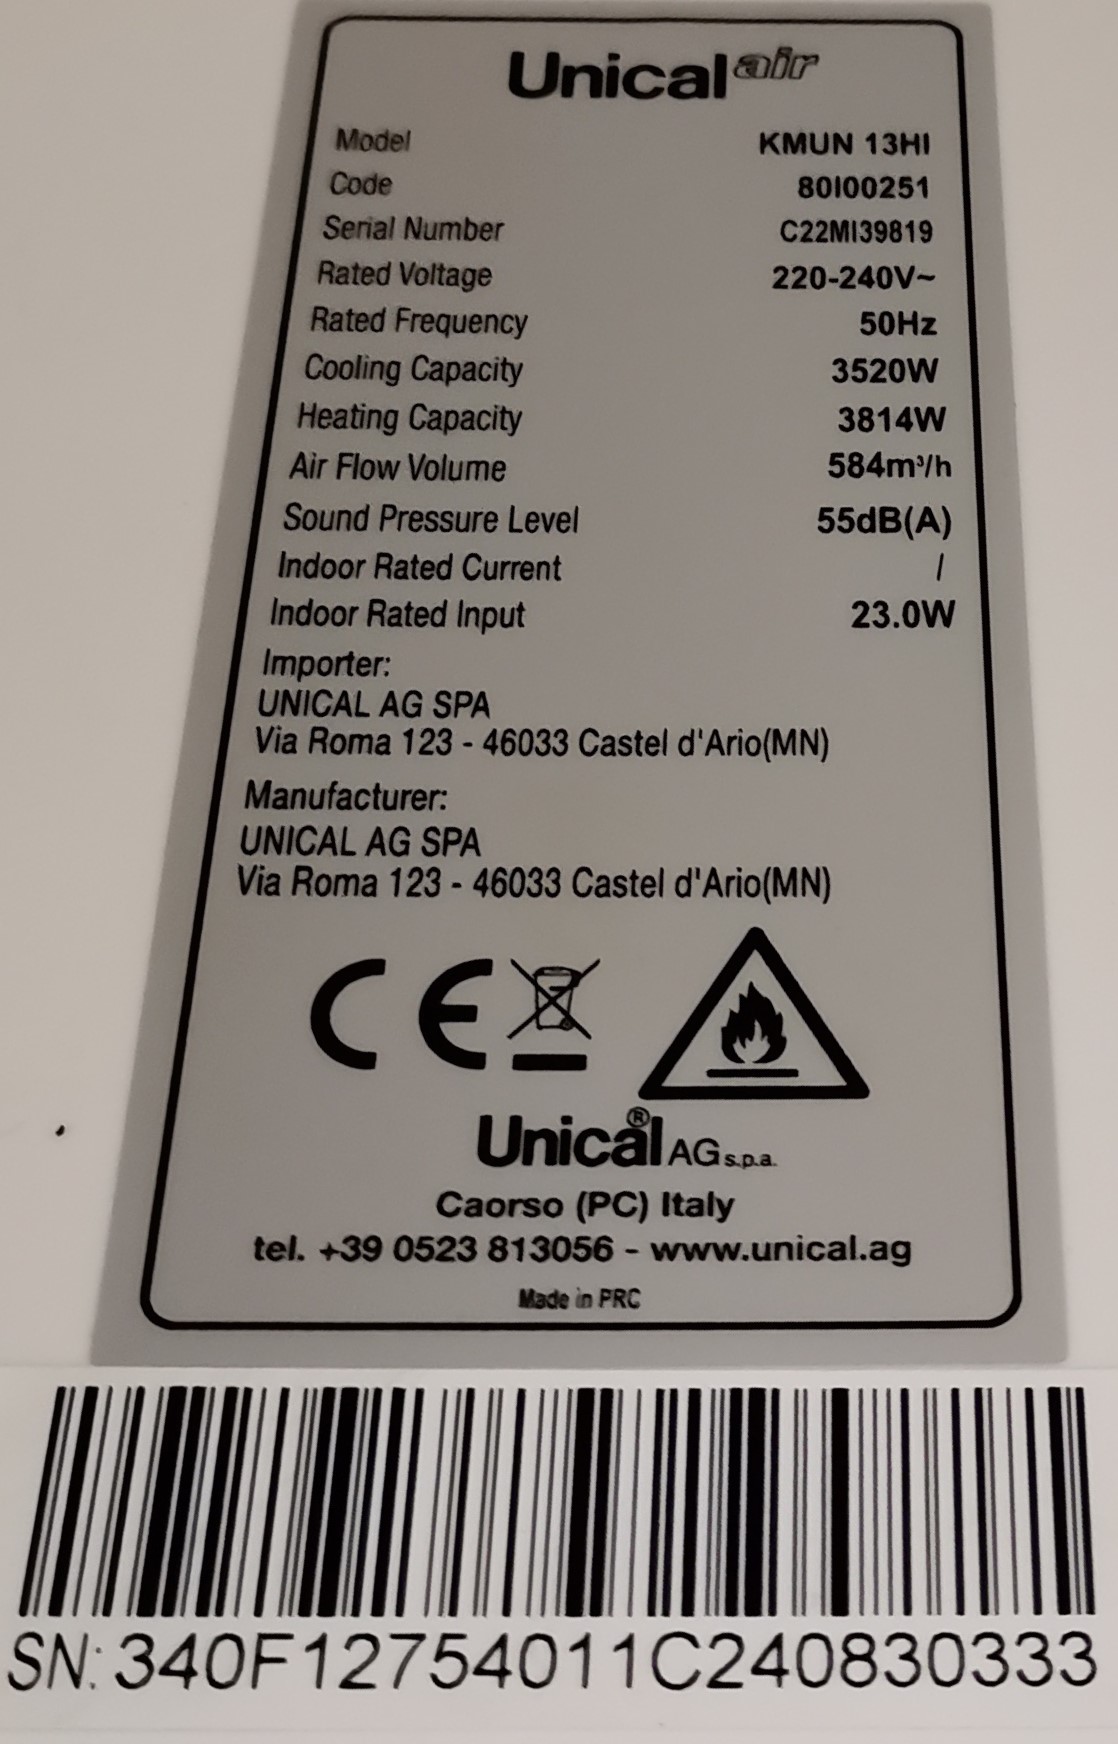 Unical air
Model KMUN 13HI
Code 80I00251
Serial Number C22MI39819
Rated Voltage 220-240V~
Rated Frequency 50Hz
Cooling Capacity 3520W
Heating Capacity 3814W
Air Flow Volume 584m³/h
Sound Pressure Level 55dB(A)
Indoor Rated Current /
Indoor Rated Input 23.0W
Importer:
UNICAL AG SPA
Via Roma 123 - 46033 Castel d'Ario(MN)
Manufacturer:
UNICAL AG SPA
Via Roma 123 - 46033 Castel d'Ario(MN)
CE
Unical® AG s.p.a.
Caorso (PC) Italy
tel. +39 0523 813056 - www.unical.ag
Made in PRC
SN: 340F12754011C240830333